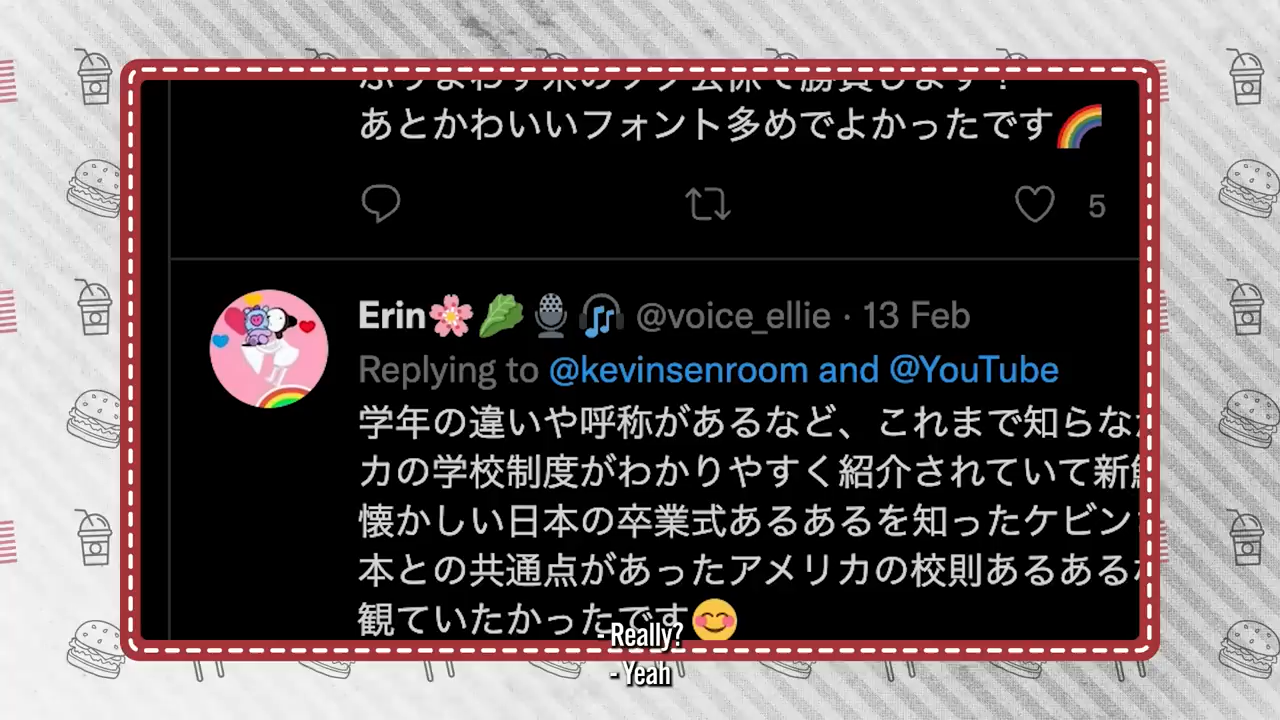 あとかわいいフォント多めでよかったです🌈
5
Erin🌸🥬🎙️🎧 @voice_ellie · 13 Feb
Replying to @kevinsenroom and @YouTube
学年の違いや呼称があるなど、これまで知らな
カの学校制度がわかりやすく紹介されていて新
懐かしい日本の卒業式あるあるを知ったケビン
本との共通点があったアメリカの校則あるある
観ていたかったです😊
- Really?
- Yeah